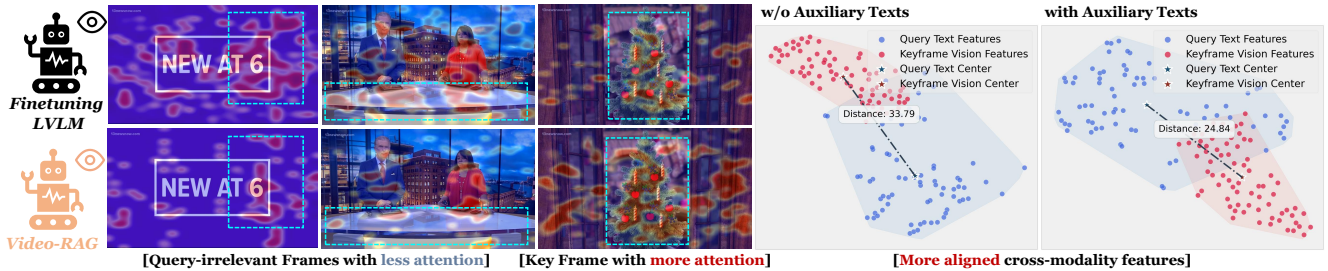 Finetuning
LVLM
Video-RAG
NEW AT 6
NEW AT 6
[Query-irrelevant Frames with less attention]
[Key Frame with more attention]
w/o Auxiliary Texts
Query Text Features
Keyframe Vision Features
Query Text Center
Keyframe Vision Center
Distance: 33.79
with Auxiliary Texts
Query Text Features
Keyframe Vision Features
Query Text Center
Keyframe Vision Center
Distance: 24.84
[More aligned cross-modality features]